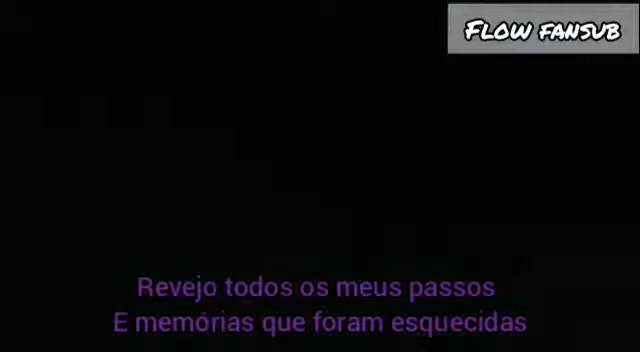 Flow fansub
Revejo todos os meus passos
E memórias que foram esquecidas